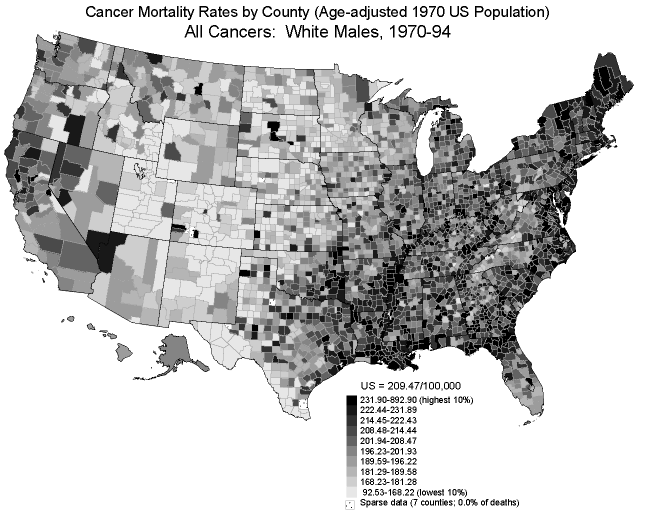 Cancer Mortality Rates by County (Age-adjusted 1970 US Population)
All Cancers: White Males, 1970-94
US = 209.47/100,000
231.90-892.90 (highest 10%)
222.44-231.89
214.45-222.43
208.48-214.44
201.94-208.47
196.23-201.93
189.59-196.22
181.29-189.58
168.23-181.28
92.53-168.22 (lowest 10%)
Sparse data (7 counties; 0.0% of deaths)